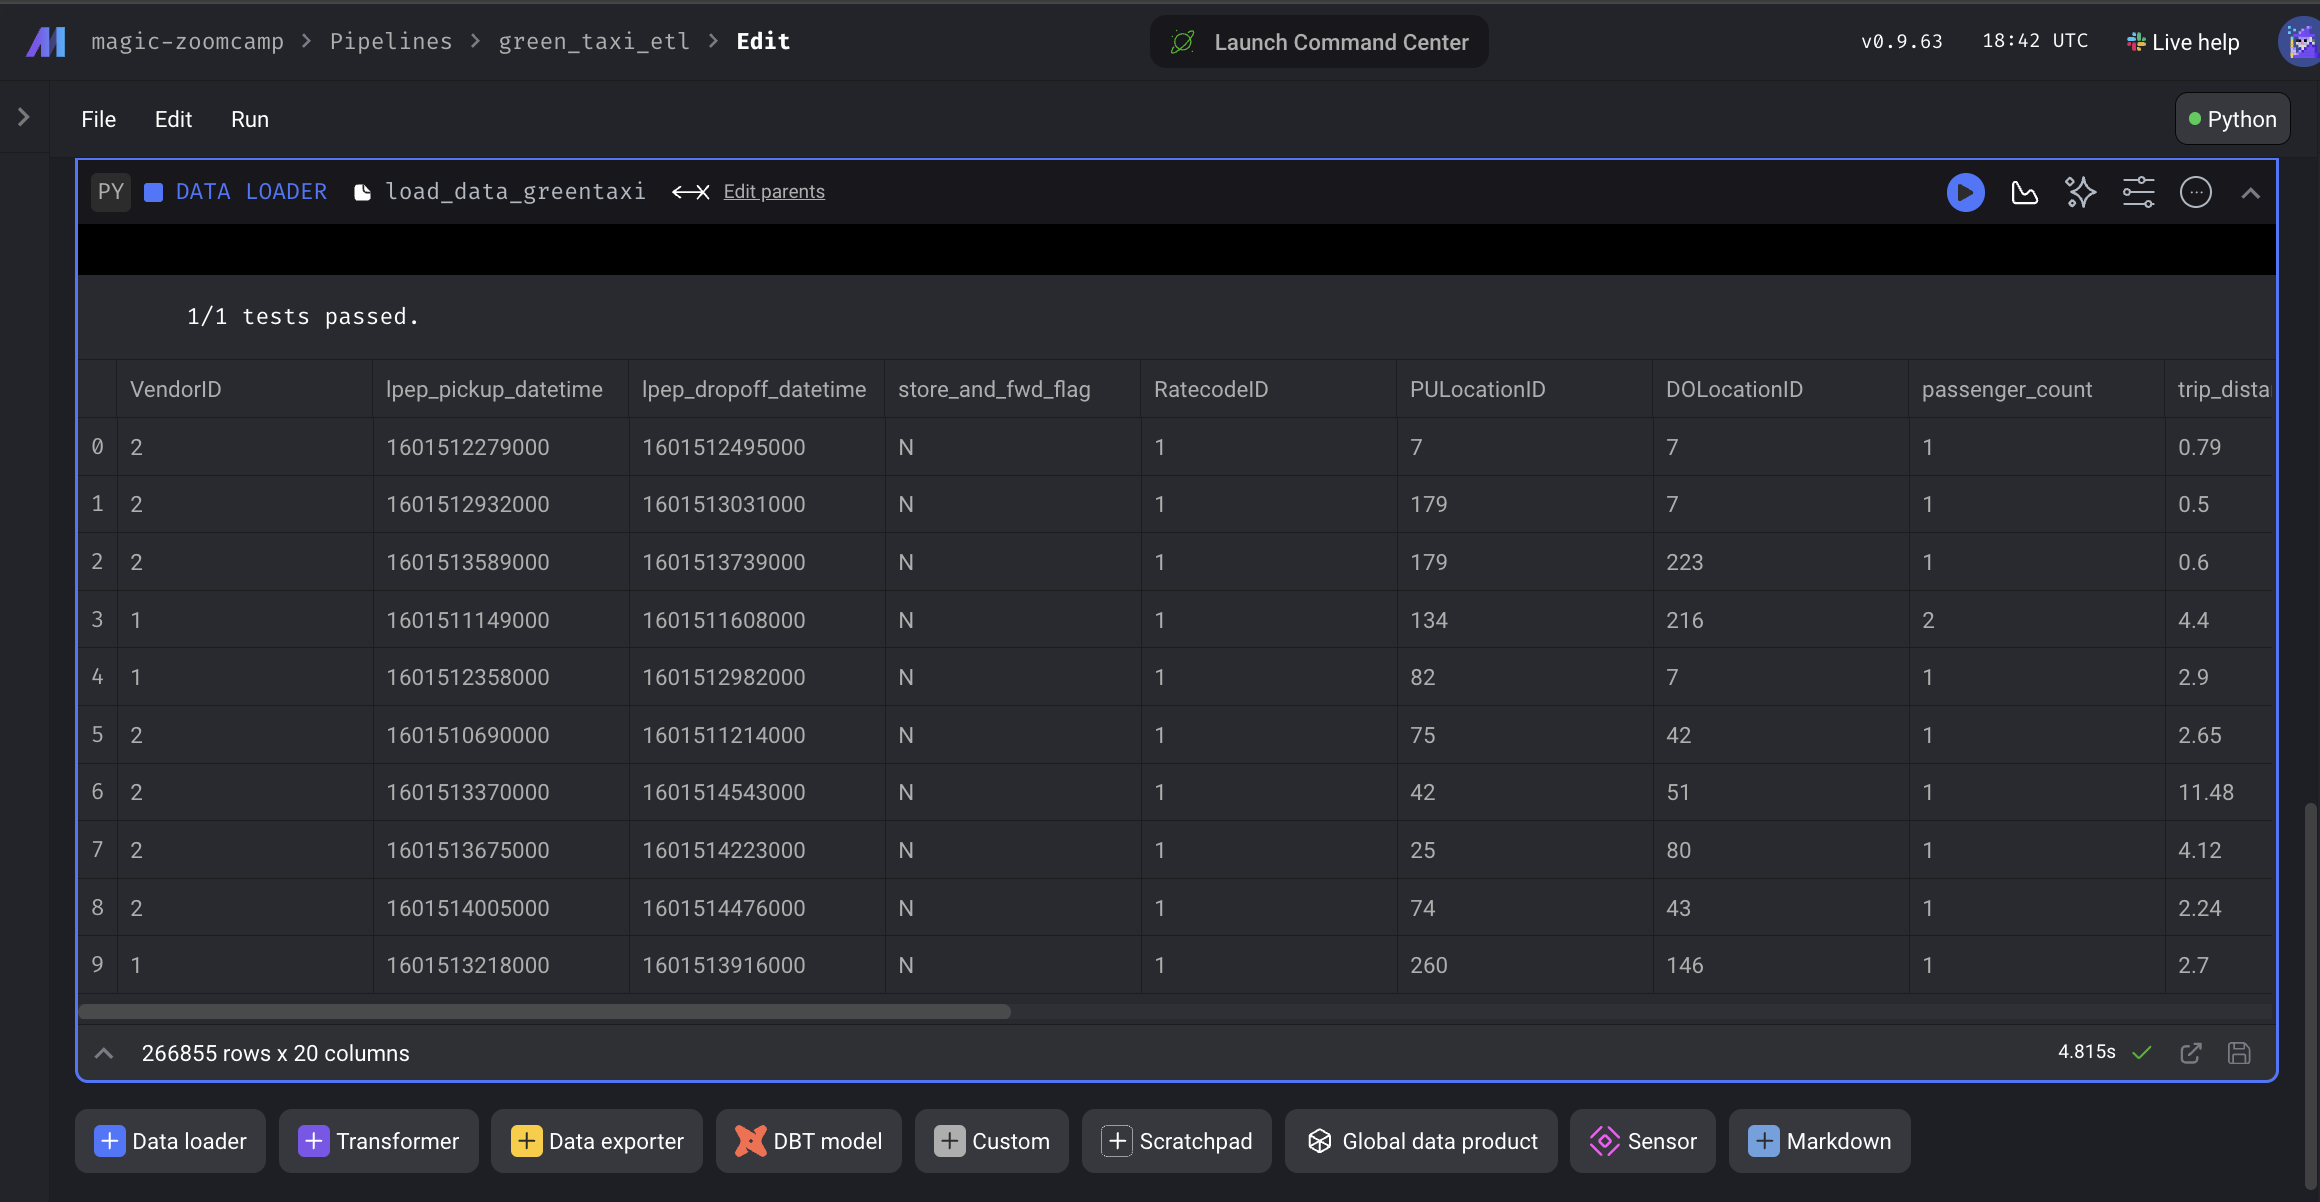 magic-zoomcamp > Pipelines > green_taxi_etl > Edit Launch Command Center v0.9.63 18:42 UTC Live help
File Edit Run Python
PY DATA LOADER load_data_greentaxi Edit parents
1/1 tests passed.
VendorID lpep_pickup_datetime lpep_dropoff_datetime store_and_fwd_flag RatecodeID PULocationID DOLocationID passenger_count trip_dista
0 2 1601512279000 1601512495000 N 1 7 7 1 0.79
1 2 1601512932000 1601513031000 N 1 179 7 1 0.5
2 2 1601513589000 1601513739000 N 1 179 223 1 0.6
3 1 1601511149000 1601511608000 N 1 134 216 2 4.4
4 1 1601512358000 1601512982000 N 1 82 7 1 2.9
5 2 1601510690000 1601511214000 N 1 75 42 1 2.65
6 2 1601513370000 1601514543000 N 1 42 51 1 11.48
7 2 1601513675000 1601514223000 N 1 25 80 1 4.12
8 2 1601514005000 1601514476000 N 1 74 43 1 2.24
9 1 1601513218000 1601513916000 N 1 260 146 1 2.7
266855 rows x 20 columns 4.815s
Data loader Transformer Data exporter DBT model Custom Scratchpad Global data product Sensor Markdown